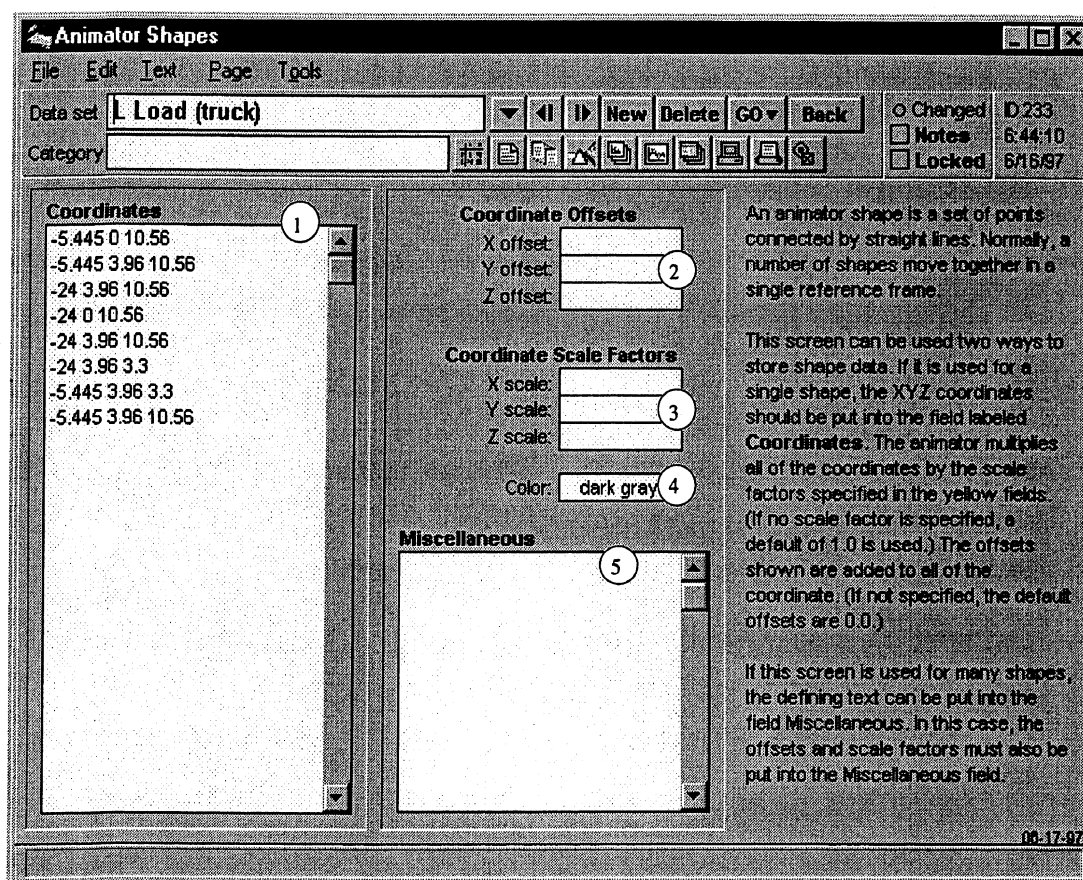 Animator Shapes
File Edit Text Page Tools
Data set L Load (truck) New Delete GO Back Changed ID:233
Notes 6:44:10
Category Locked 6/16/97
Coordinates 1
-5.445 0 10.56
-5.445 3.96 10.56
-24 3.96 10.56
-24 0 10.56
-24 3.96 10.56
-24 3.96 3.3
-5.445 3.96 3.3
-5.445 3.96 10.56
Coordinate Offsets
X offset:
Y offset: 2
Z offset:
Coordinate Scale Factors
X scale:
Y scale: 3
Z scale:
Color: dark gray 4
Miscellaneous
5
An animator shape is a set of points
connected by straight lines. Normally, a
number of shapes move together in a
single reference frame.
This screen can be used two ways to
store shape data. If it is used for a
single shape, the XYZ coordinates
should be put into the field labeled
Coordinates. The animator multiplies
all of the coordinates by the scale
factors specified in the yellow fields.
(If no scale factor is specified, a
default of 1.0 is used.) The offsets
shown are added to all of the
coordinate. (If not specified, the default
offsets are 0.0.)
If this screen is used for many shapes,
the defining text can be put into the
field Miscellaneous. In this case, the
offsets and scale factors must also be
put into the Miscellaneous field.
06-17-97